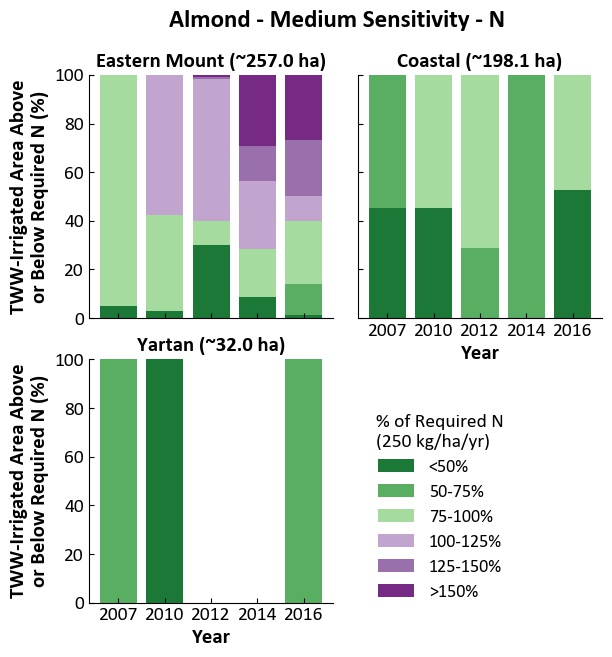 Almond - Medium Sensitivity - N
Eastern Mount (~257.0 ha)
TWW-Irrigated Area Above
or Below Required N (%)
100
80
60
40
20
0
Coastal (~198.1 ha)
2007 2010 2012 2014 2016
Year
Yartan (~32.0 ha)
TWW-Irrigated Area Above
or Below Required N (%)
100
80
60
40
20
0
2007 2010 2012 2014 2016
Year
% of Required N
(250 kg/ha/yr)
<50%
50-75%
75-100%
100-125%
125-150%
>150%